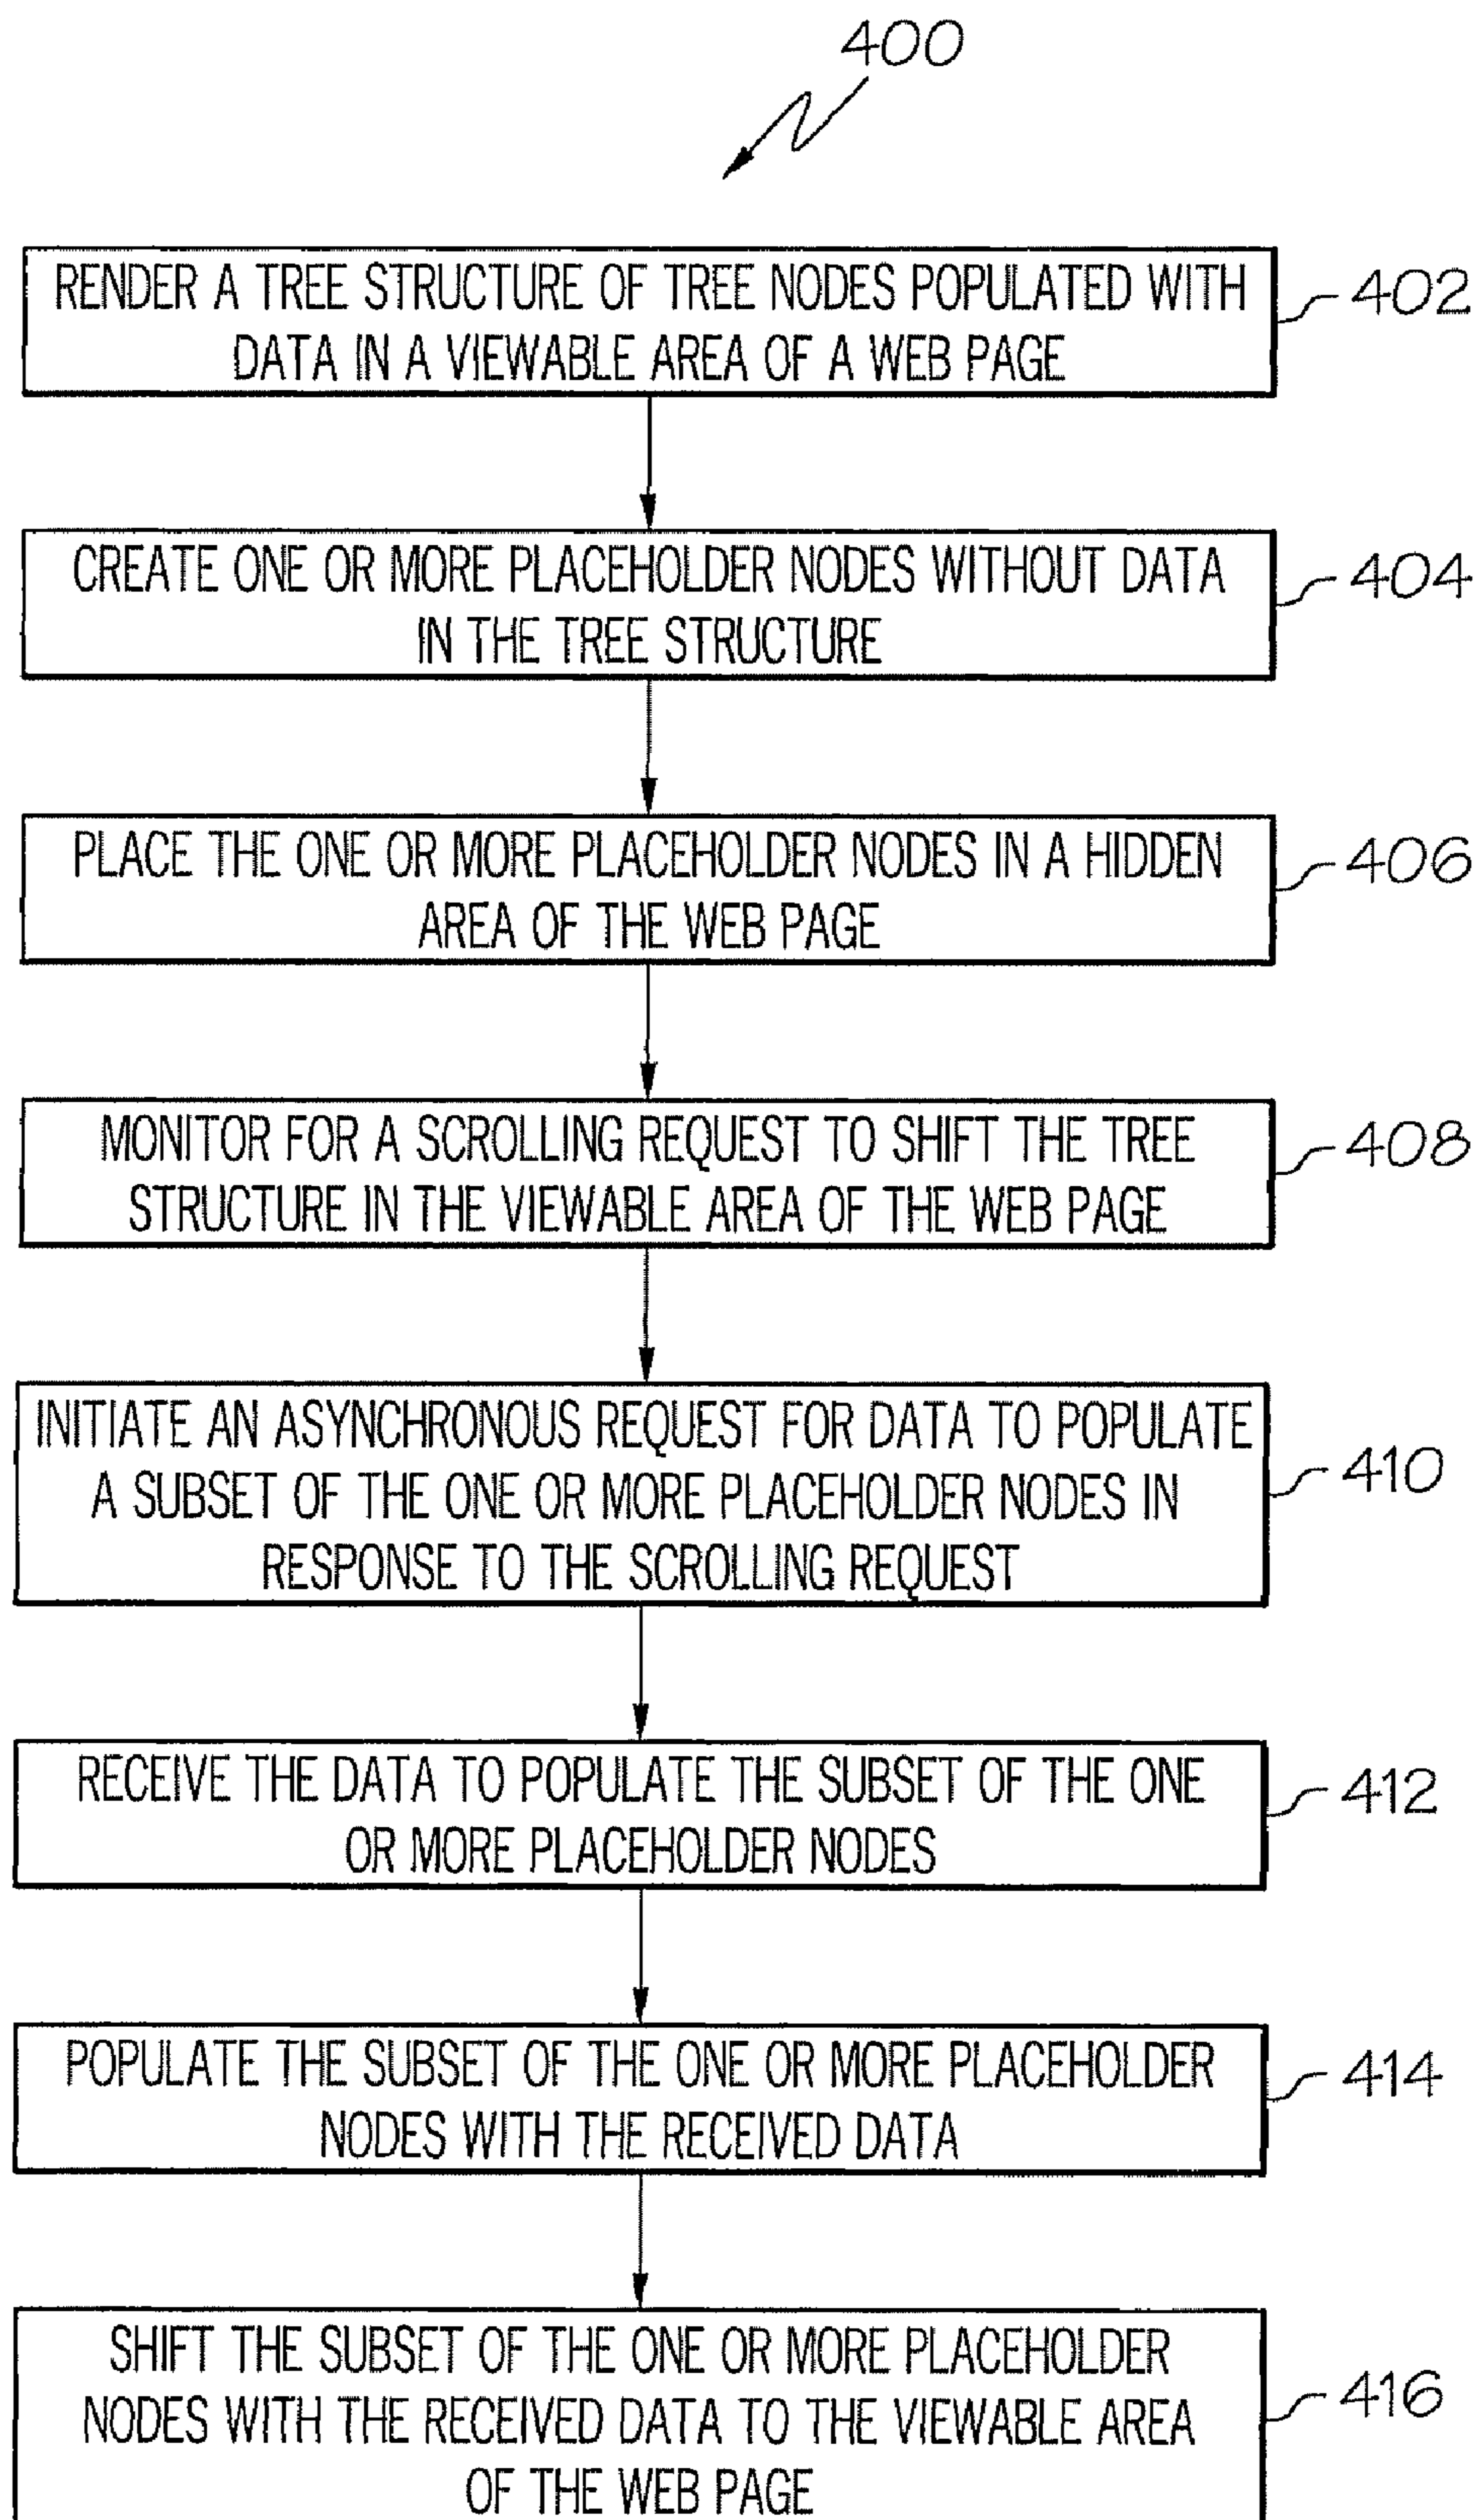 400
RENDER A TREE STRUCTURE OF TREE NODES POPULATED WITH
DATA IN A VIEWABLE AREA OF A WEB PAGE
402
CREATE ONE OR MORE PLACEHOLDER NODES WITHOUT DATA
IN THE TREE STRUCTURE
404
PLACE THE ONE OR MORE PLACEHOLDER NODES IN A HIDDEN
AREA OF THE WEB PAGE
406
MONITOR FOR A SCROLLING REQUEST TO SHIFT THE TREE
STRUCTURE IN THE VIEWABLE AREA OF THE WEB PAGE
408
INITIATE AN ASYNCHRONOUS REQUEST FOR DATA TO POPULATE
A SUBSET OF THE ONE OR MORE PLACEHOLDER NODES IN
RESPONSE TO THE SCROLLING REQUEST
410
RECEIVE THE DATA TO POPULATE THE SUBSET OF THE ONE
OR MORE PLACEHOLDER NODES
412
POPULATE THE SUBSET OF THE ONE OR MORE PLACEHOLDER
NODES WITH THE RECEIVED DATA
414
SHIFT THE SUBSET OF THE ONE OR MORE PLACEHOLDER
NODES WITH THE RECEIVED DATA TO THE VIEWABLE AREA
OF THE WEB PAGE
416